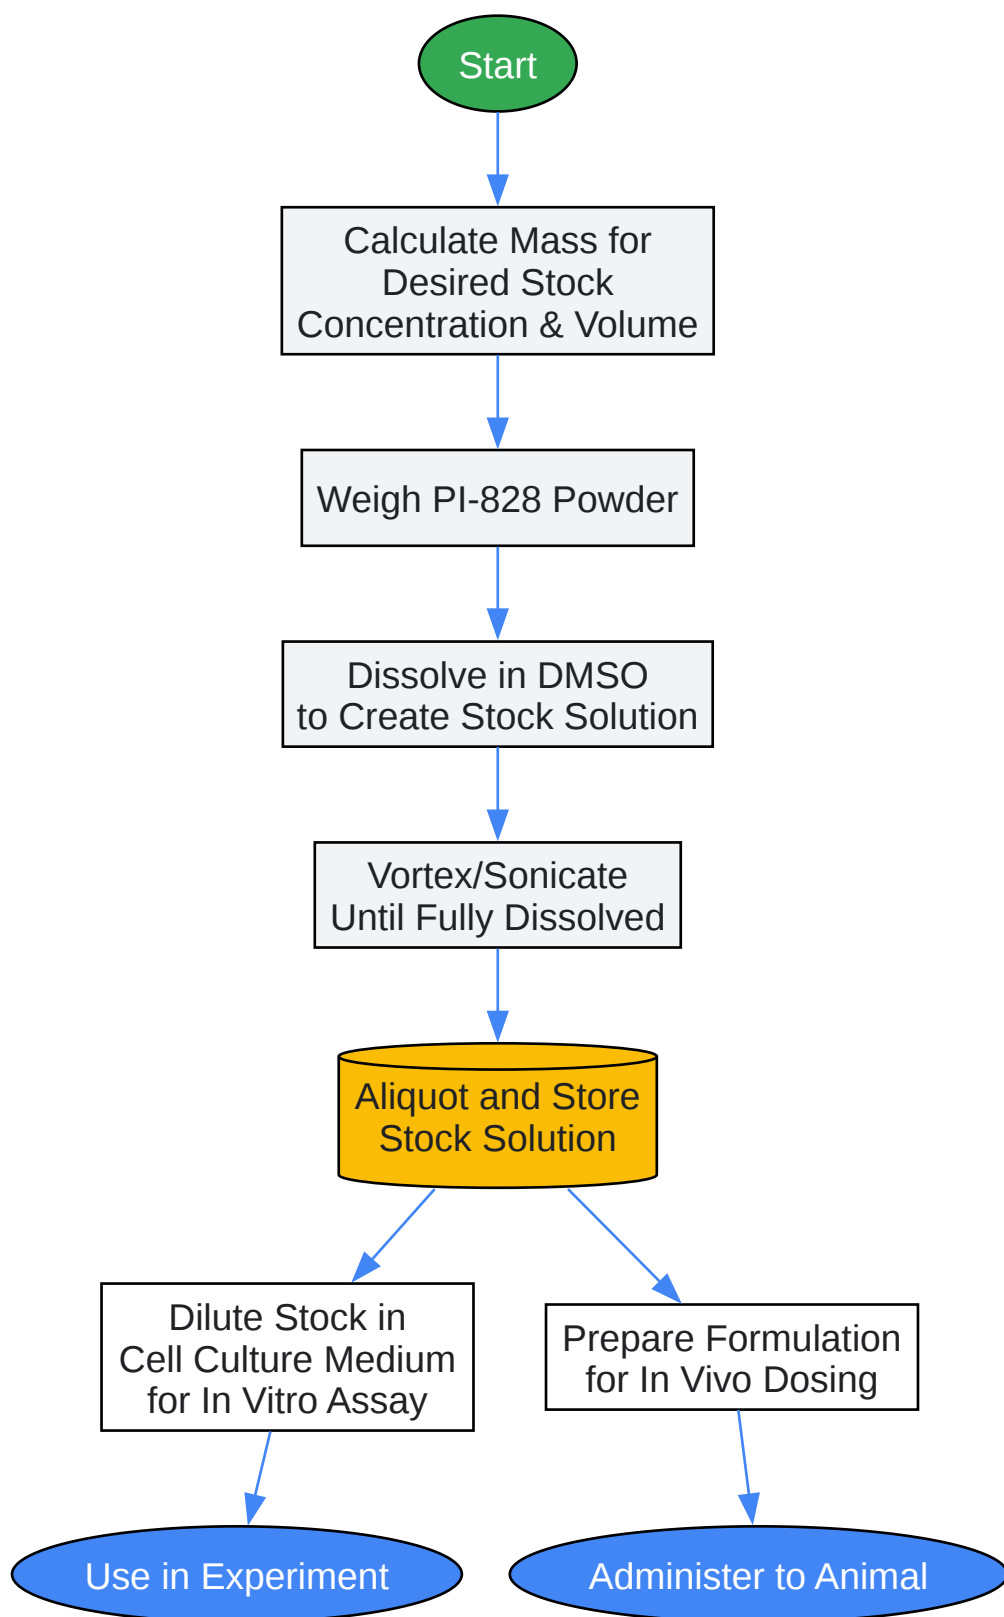 Start
Calculate Mass for
Desired Stock
Concentration & Volume
Weigh PI-828 Powder
Dissolve in DMSO
to Create Stock Solution
Vortex/Sonicate
Until Fully Dissolved
Aliquot and Store
Stock Solution
Dilute Stock in
Cell Culture Medium
for In Vitro Assay
Prepare Formulation
for In Vivo Dosing
Use in Experiment
Administer to Animal